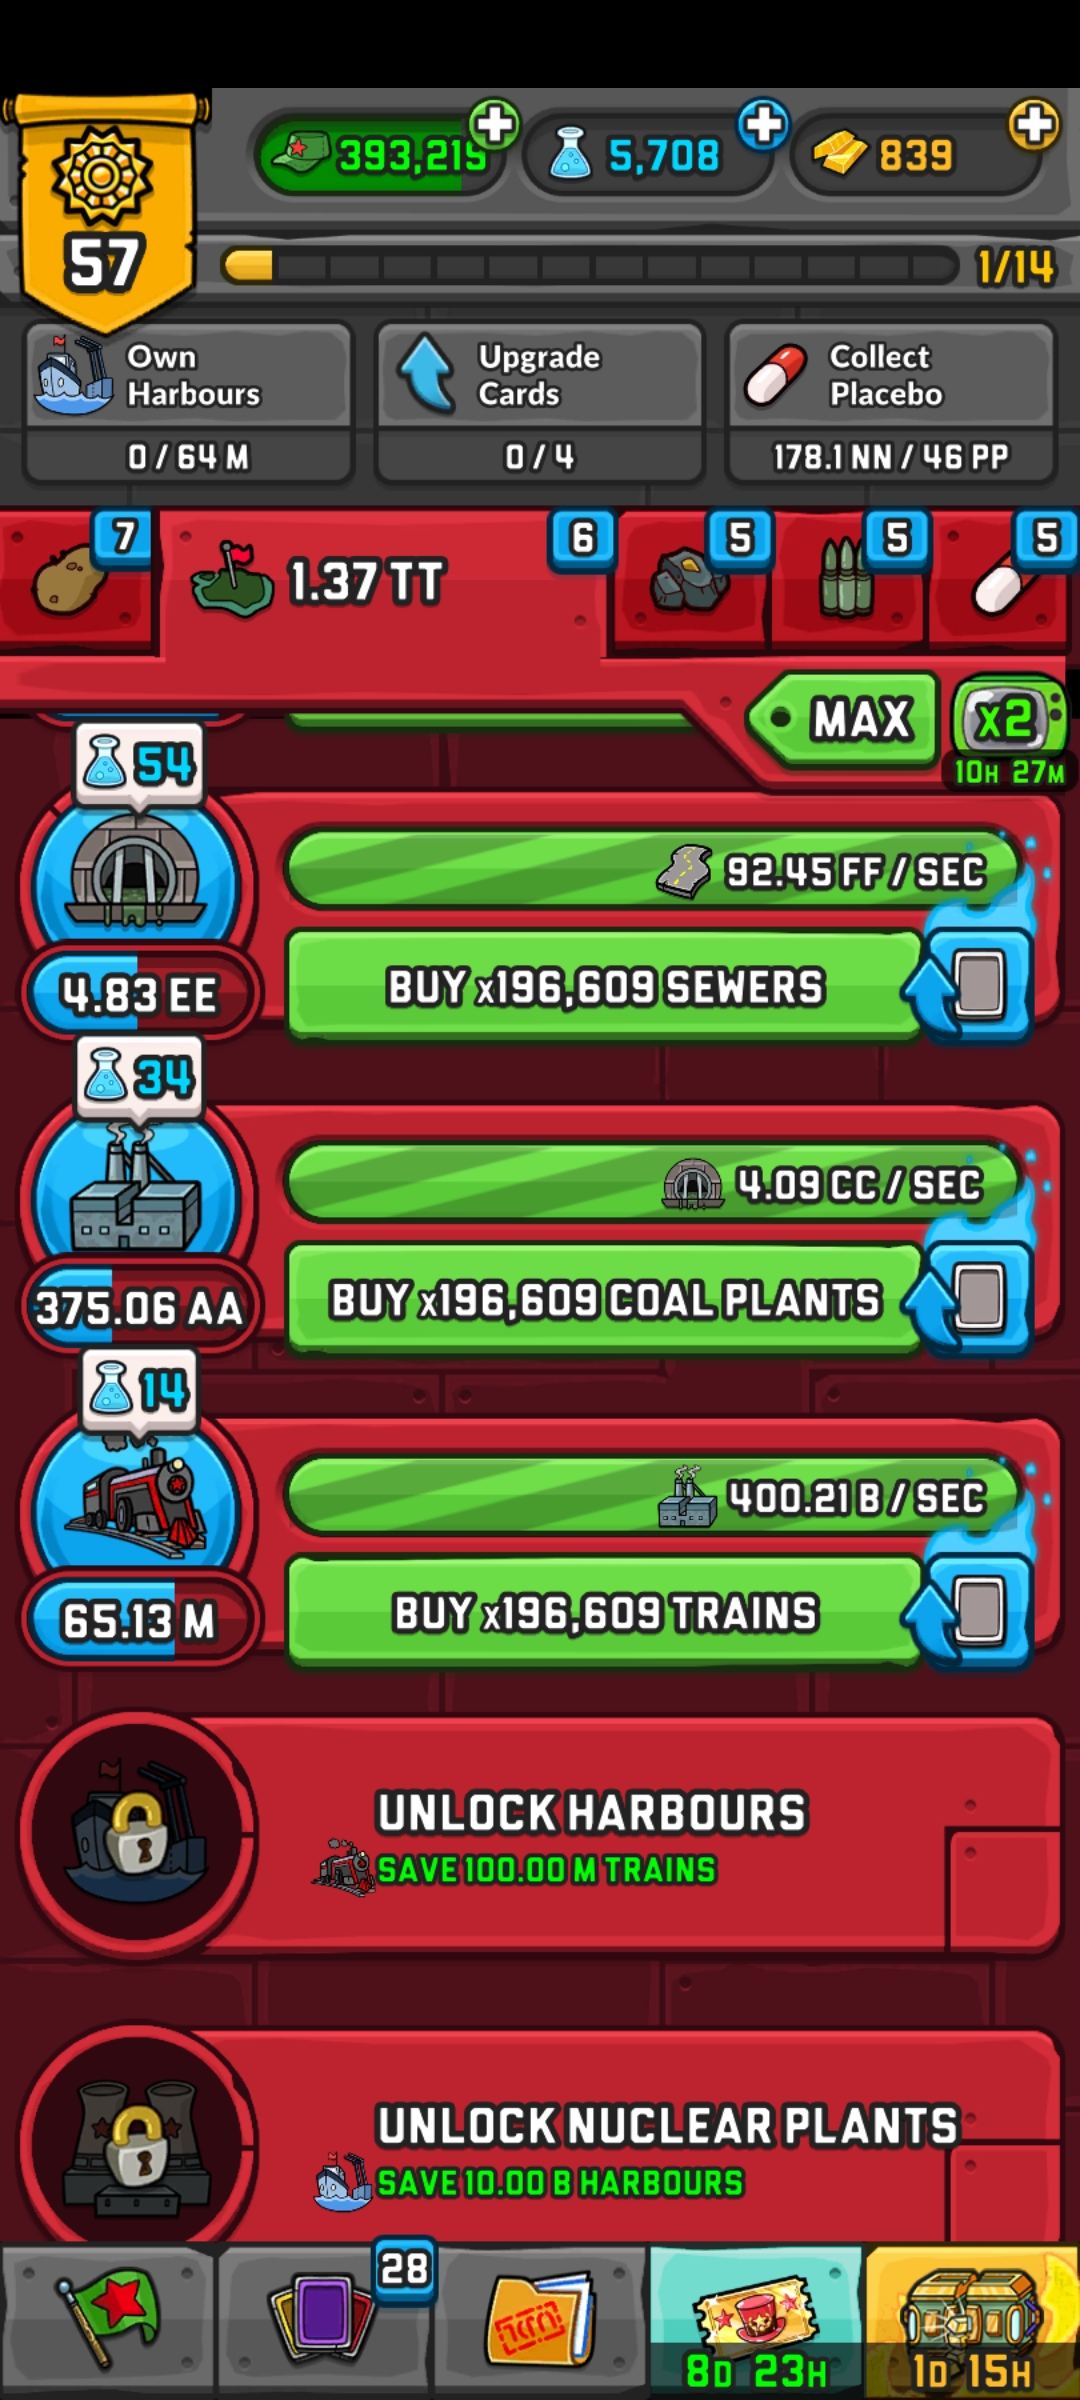 57
393,219
5,708
839
1/14
Own
Harbours
0 / 64 M
Upgrade
Cards
0 / 4
Collect
Placebo
178.1 NN / 46 PP
7
1.37 TT
6
5
5
5
MAX
x2
10H 27M
54
92.45 FF / SEC
4.83 EE
BUY x196,609 SEWERS
34
4.09 CC / SEC
375.06 AA
BUY x196,609 COAL PLANTS
14
400.21 B / SEC
65.13 M
BUY x196,609 TRAINS
UNLOCK HARBOURS
SAVE 100.00 M TRAINS
UNLOCK NUCLEAR PLANTS
SAVE 10.00 B HARBOURS
28
8D 23H
1D 15H